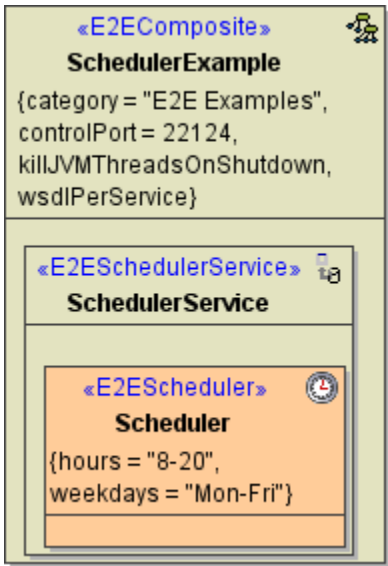 «E2EComposite»
SchedulerExample
{category = "E2E Examples",
controlPort = 22124,
killJVMThreadsOnShutdown,
wsdlPerService}
«E2ESchedulerService»
SchedulerService
«E2EScheduler»
Scheduler
{hours = "8-20",
weekdays = "Mon-Fri"}